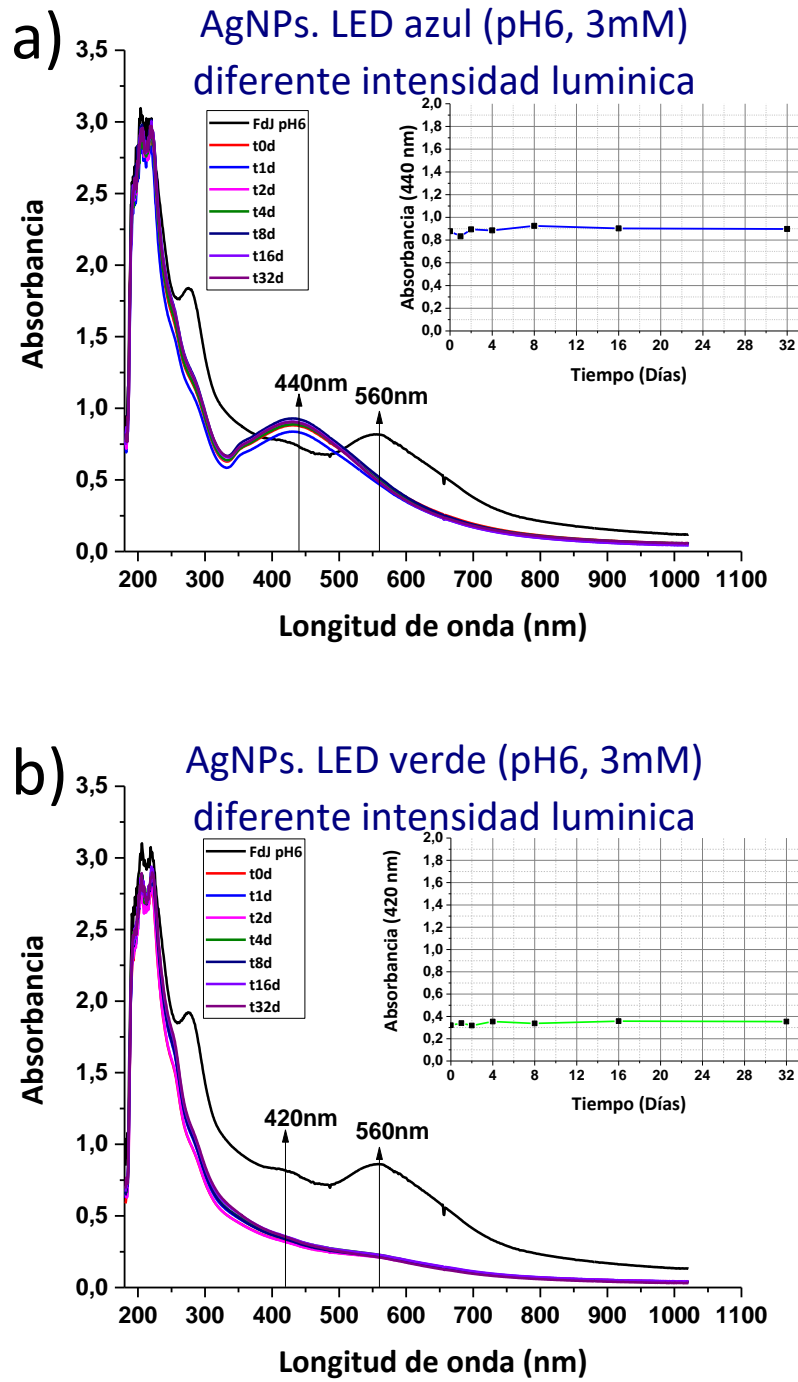 a)
AgNPs. LED azul (pH6, 3mM)
diferente intensidad luminica
Absorbancia
3,5
3,0
2,5
2,0
1,5
1,0
0,5
0,0
FdJ pH6
t0d
t1d
t2d
t4d
t8d
t16d
t32d
440nm
560nm
200 300 400 500 600 700 800 900 1000 1100
Longitud de onda (nm)
Absorbancia (440 nm)
2,0
1,8
1,6
1,4
1,2
1,0
0,8
0,6
0,4
0,2
0,0
0 4 8 12 16 20 24 28 32
Tiempo (Días)
b)
AgNPs. LED verde (pH6, 3mM)
diferente intensidad luminica
Absorbancia
3,5
3,0
2,5
2,0
1,5
1,0
0,5
0,0
FdJ pH6
t0d
t1d
t2d
t4d
t8d
t16d
t32d
420nm
560nm
200 300 400 500 600 700 800 900 1000 1100
Longitud de onda (nm)
Absorbancia (420 nm)
2,0
1,8
1,6
1,4
1,2
1,0
0,8
0,6
0,4
0,2
0,0
0 4 8 12 16 20 24 28 32
Tiempo (Días)